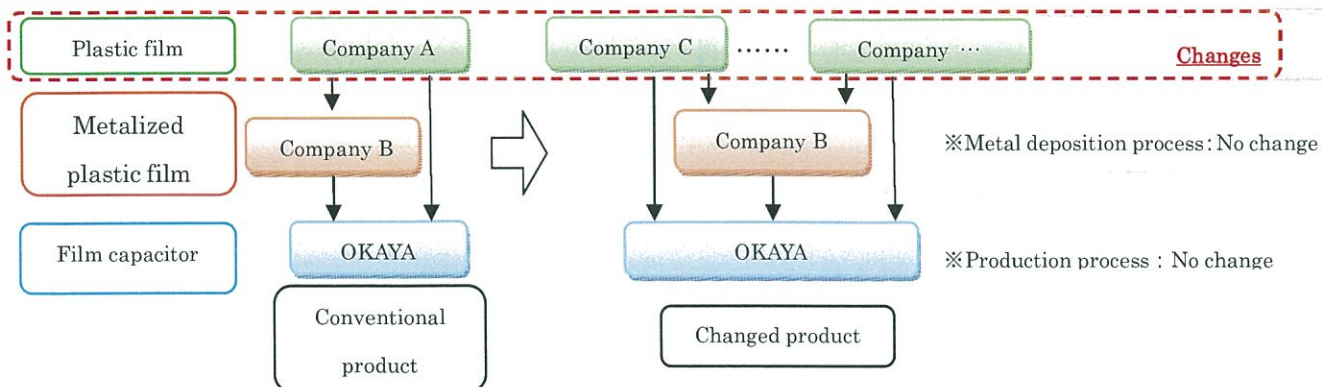 Plastic film
Company A
Company C
……
Company …
Changes
Metalized
plastic film
Company B
Company B
※Metal deposition process: No change
Film capacitor
OKAYA
OKAYA
※Production process : No change
Conventional
product
Changed product